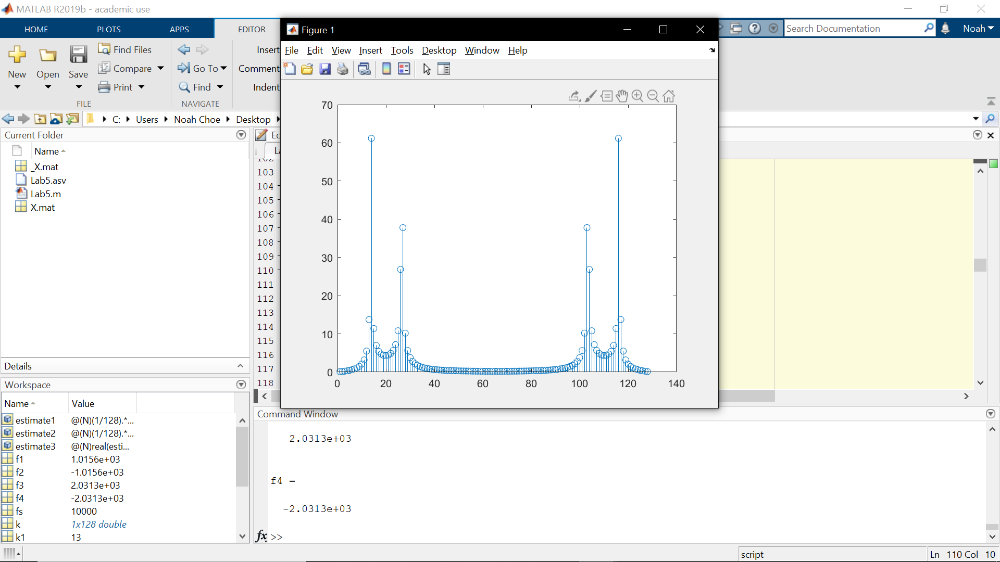 MATLAB R2019b - academic use
HOME PLOTS APPS EDITOR
Figure 1
Search Documentation
Noah
File Edit View Insert Tools Desktop Window Help
New
Open
Save
Find Files
Compare
Print
FILE
Go To
Find
NAVIGATE
Insert
Comment
Indent
C: Users Noah Choe Desktop
Current Folder
Name
_X.mat
Lab5.asv
Lab5.m
X.mat
Details
Workspace
Name Value
estimate1 @(N)(1/128).*...
estimate2 @(N)(1/128).*...
estimate3 @(N)real(esti...
f1 1.0156e+03
f2 -1.0156e+03
f3 2.0313e+03
f4 -2.0313e+03
fs 10000
k 1x128 double
k1 13
103
104
105
106
107
108
109
110
111
112
113
114
115
116
117
118
70
60
50
40
30
20
10
0
0 20 40 60 80 100 120 140
Command Window
2.0313e+03
f4 =
-2.0313e+03
fx >>
script
Ln 110 Col 10